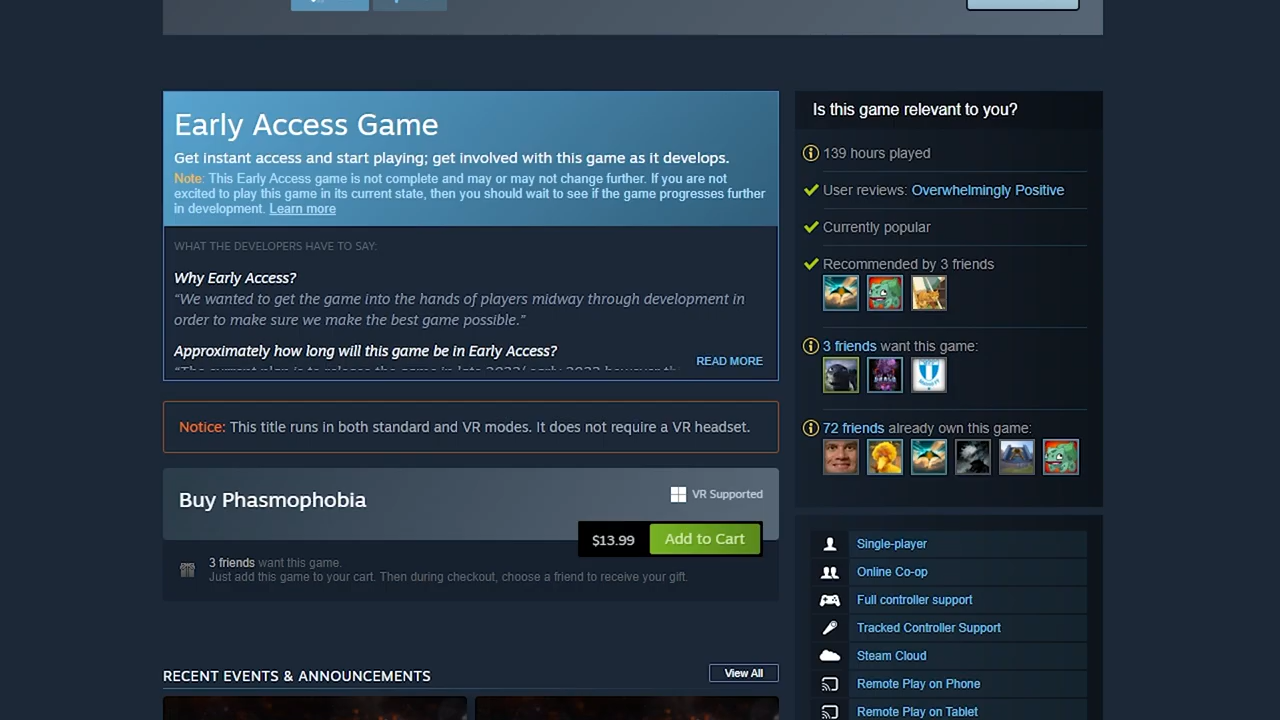 Early Access Game
Get instant access and start playing; get involved with this game as it develops.
Note: This Early Access game is not complete and may or may not change further. If you are not
excited to play this game in its current state, then you should wait to see if the game progresses further
in development. Learn more
WHAT THE DEVELOPERS HAVE TO SAY:
Why Early Access?
“We wanted to get the game into the hands of players midway through development in
order to make sure we make the best game possible.”
Approximately how long will this game be in Early Access?
READ MORE
Notice: This title runs in both standard and VR modes. It does not require a VR headset.
Buy Phasmophobia
VR Supported
$13.99
Add to Cart
3 friends want this game.
Just add this game to your cart. Then during checkout, choose a friend to receive your gift.
RECENT EVENTS & ANNOUNCEMENTS
View All
Is this game relevant to you?
139 hours played
User reviews: Overwhelmingly Positive
Currently popular
Recommended by 3 friends
3 friends want this game:
72 friends already own this game:
Single-player
Online Co-op
Full controller support
Tracked Controller Support
Steam Cloud
Remote Play on Phone
Remote Play on Tablet